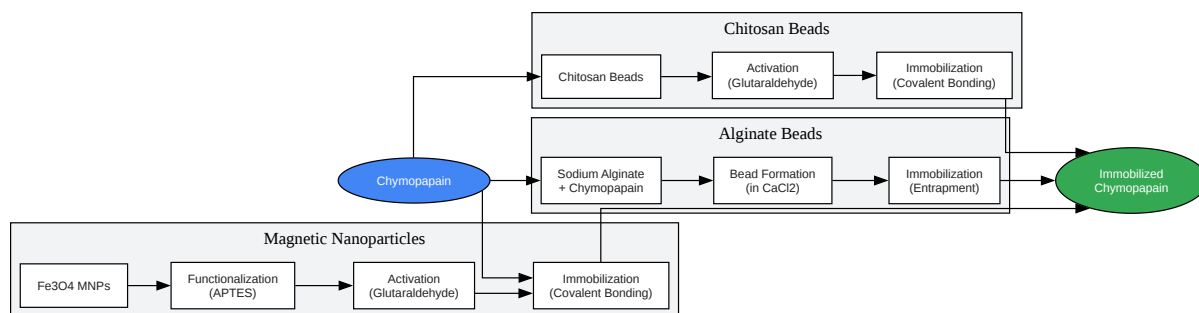 Chitosan Beads
Chitosan Beads
Activation
(Glutaraldehyde)
Immobilization
(Covalent Bonding)
Alginate Beads
Chymopapain
Sodium Alginate
+ Chymopapain
Bead Formation
(in CaCl2)
Immobilization
(Entrapment)
Immobilized
Chymopapain
Magnetic Nanoparticles
Fe3O4 MNPs
Functionalization
(APTES)
Activation
(Glutaraldehyde)
Immobilization
(Covalent Bonding)